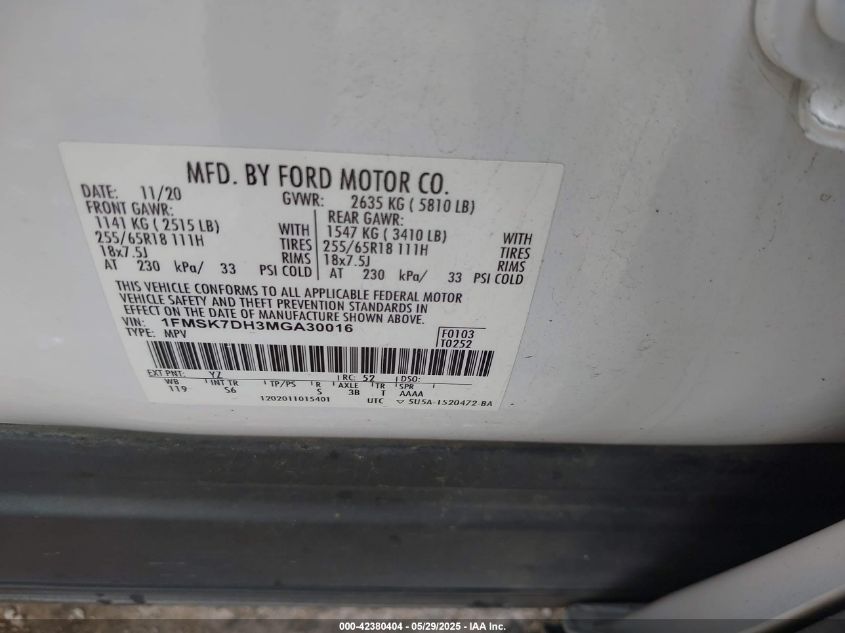 MFD. BY FORD MOTOR CO.
DATE: 11/20 GVWR: 2635 KG ( 5810 LB)
FRONT GAWR: REAR GAWR:
1141 KG ( 2515 LB) WITH 1547 KG ( 3410 LB) WITH
255/65R18 111H TIRES 255/65R18 111H TIRES
18x7.5J RIMS 18x7.5J RIMS
AT 230 kPa/ 33 PSI COLD AT 230 kPa/ 33 PSI COLD
THIS VEHICLE CONFORMS TO ALL APPLICABLE FEDERAL MOTOR
VEHICLE SAFETY AND THEFT PREVENTION STANDARDS IN
EFFECT ON THE DATE OF MANUFACTURE SHOWN ABOVE.
VIN: 1FMSK7DH3MGA30016 F0103
TYPE: MPV T0252
EXT PNT: YZ RC: 52 DSO:
WB INT TR TP/PS R AXLE TR SPR
119 S6 S 3B T AAAA
1202011015401 UTC ▽ 5U5A-1520472-BA
000-42380404 - 05/29/2025 - IAA Inc.